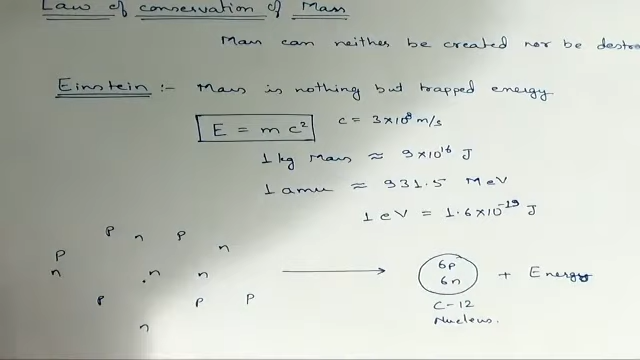 Law of conservation of Mass
Mass can neither be created nor be destro
Einstein :- Mass is nothing but trapped energy
E = mc² c = 3×10⁸ m/s
1 kg Mass ≈ 9×10¹⁶ J
1 amu ≈ 931.5 MeV
1 eV = 1.6×10⁻¹⁹ J
P n P
n
P
n n n
P P P
n
6p
6n
+ Energy
C-12
Nucleus.